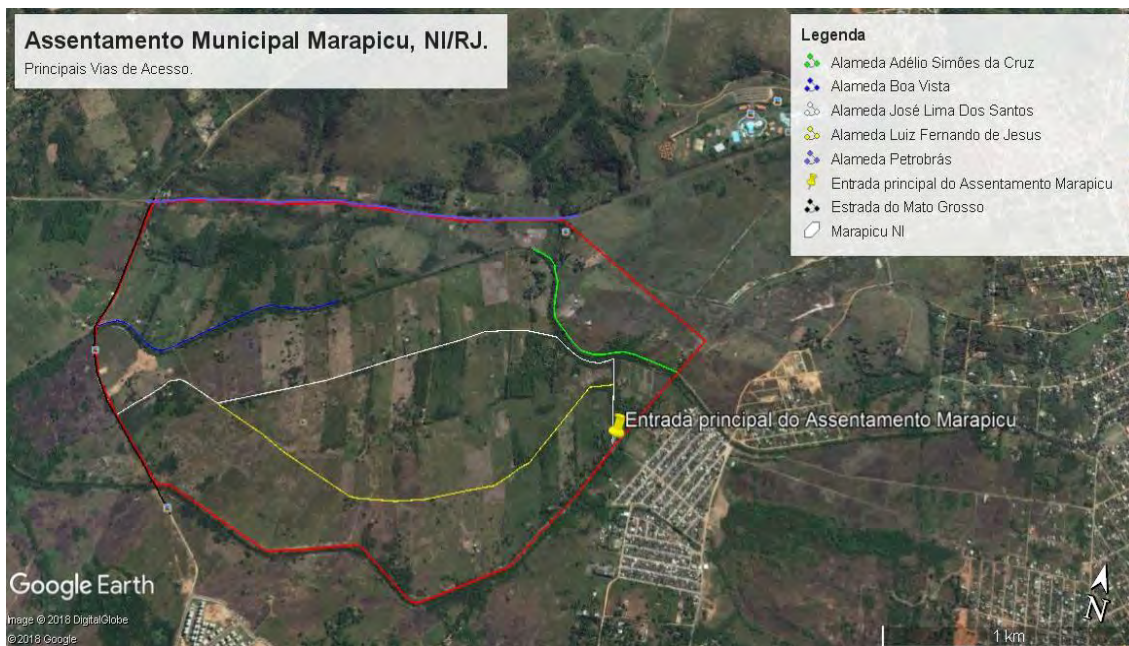 Assentamento Municipal Marapicu, NI/RJ.
Principais Vias de Acesso.
Legenda
Alameda Adélio Simões da Cruz
Alameda Boa Vista
Alameda José Lima Dos Santos
Alameda Luiz Fernando de Jesus
Alameda Petrobrás
Entrada principal do Assentamento Marapicu
Estrada do Mato Grosso
Marapicu NI
Entrada principal do Assentamento Marapicu
Google Earth
Image © 2018 DigitalGlobe
© 2018 Google
N
1 km